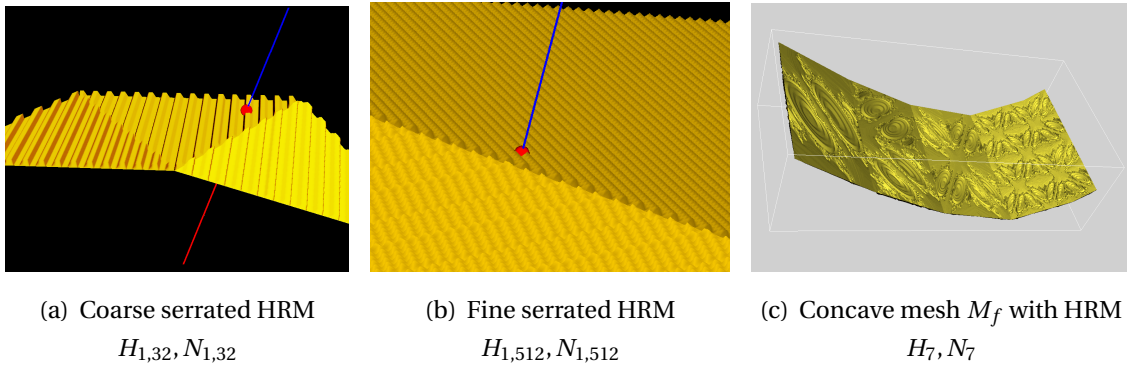 (a) Coarse serrated HRM
H₁,₃₂, N₁,₃₂
(b) Fine serrated HRM
H₁,₅₁₂, N₁,₅₁₂
(c) Concave mesh M_f with HRM
H₇, N₇